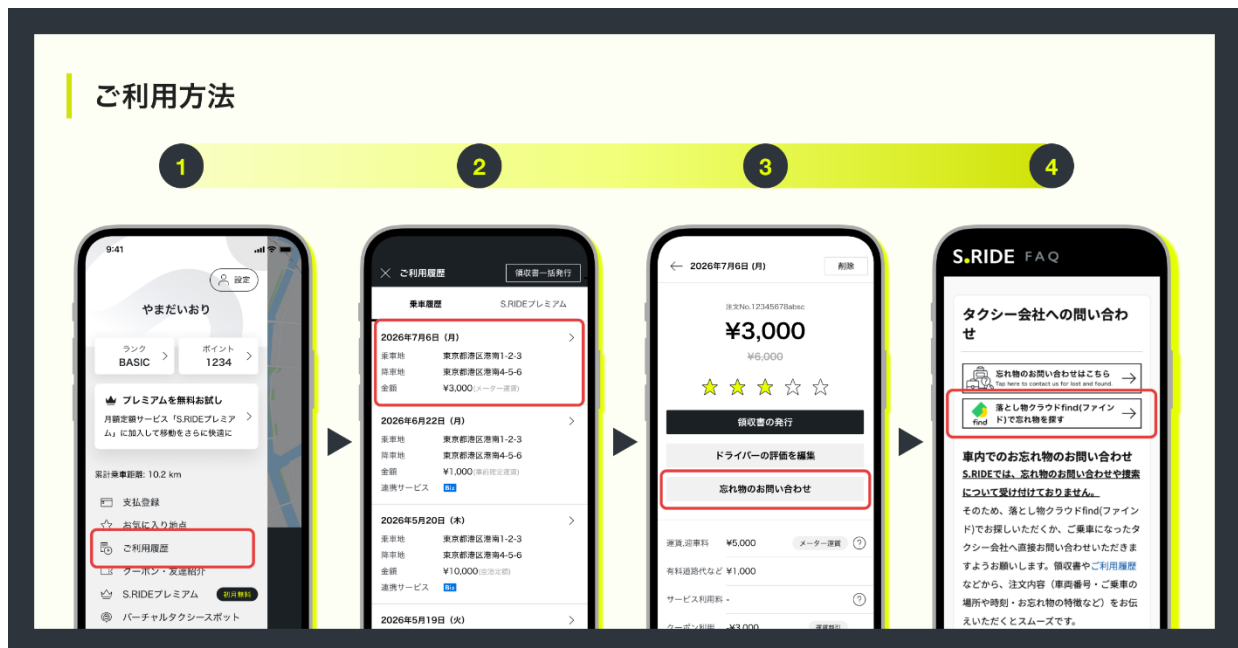 ご利用方法
1
2
3
4
9:41
設定
やまだいおり
ランク
BASIC
ポイント
1234
プレミアムを無料お試し
月額定額サービス「S.RIDEプレミア
ム」に加入して移動をさらに快適に
累計乗車距離: 10.2 km
支払登録
お気に入り地点
ご利用履歴
クーポン・友達紹介
S.RIDEプレミアム 初月無料
バーチャルタクシースポット
ご利用履歴
領収書一括発行
乗車履歴
S.RIDEプレミアム
2026年7月6日 (月)
乗車地 東京都港区港南1-2-3
降車地 東京都港区港南4-5-6
金額 ¥3,000(メーター運賃)
2026年6月22日 (月)
乗車地 東京都港区港南1-2-3
降車地 東京都港区港南4-5-6
金額 ¥1,000(事前確定運賃)
連携サービス Biz
2026年5月20日 (木)
乗車地 東京都港区港南1-2-3
降車地 東京都港区港南4-5-6
金額 ¥10,000(空港定額)
連携サービス Biz
2026年5月19日 (火)
2026年7月6日 (月)
削除
注文No.12345678absc
¥3,000
¥6,000
領収書の発行
ドライバーの評価を編集
忘れ物のお問い合わせ
運賃,迎車料 ¥5,000 メーター運賃 ?
有料道路代など ¥1,000
サービス利用料 - ?
クーポン利用 -¥3,000
S.RIDE FAQ
タクシー会社への問い合わ
せ
忘れ物のお問い合わせはこちら
Tap here to contact us for lost and found.
find
落とし物クラウドfind(ファイン
ド)で忘れ物を探す
車内でのお忘れ物のお問い合わせ
S.RIDEでは、忘れ物のお問い合わせや捜索
について受け付けておりません。
そのため、落とし物クラウドfind(ファイン
ド)でお探しいただくか、ご乗車になったタ
クシー会社へ直接お問い合わせいただきま
すようお願いします。領収書やご利用履歴
などから、注文内容（車両番号・ご乗車の
場所や時刻・お忘れ物の特徴など）をお伝
えいただくとスムーズです。